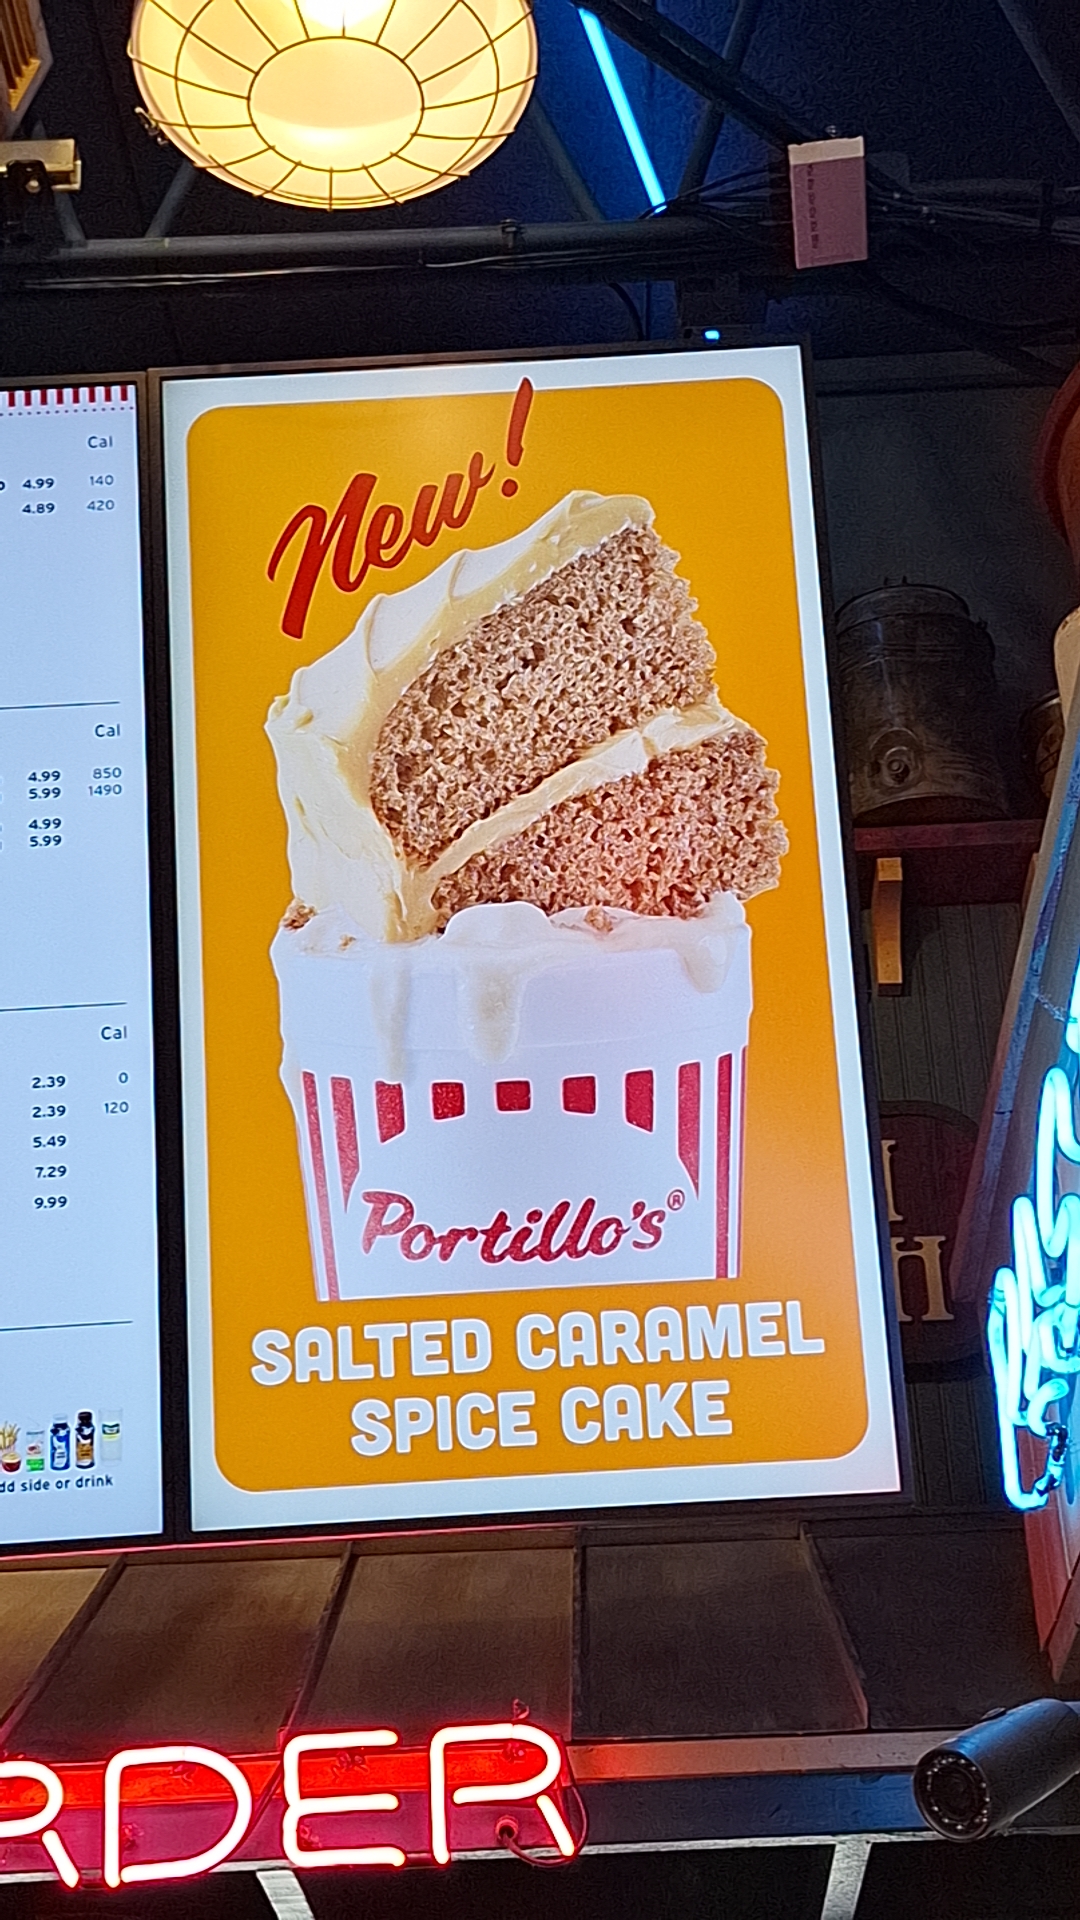 Cal
4.99 140
4.89 420
Cal
4.99 850
5.99 1490
4.99
5.99
Cal
2.39 0
2.39 120
5.49
7.29
9.99
dd side or drink
New!
Portillo's®
SALTED CARAMEL
SPICE CAKE
RDER